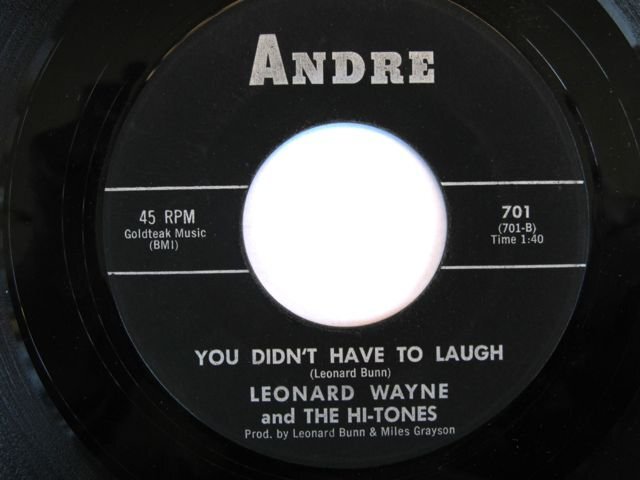 ANDRE
45 RPM
Goldteak Music
(BMI)
701
(701-B)
Time 1:40
YOU DIDN'T HAVE TO LAUGH
(Leonard Bunn)
LEONARD WAYNE
and THE HI-TONES
Prod. by Leonard Bunn & Miles Grayson